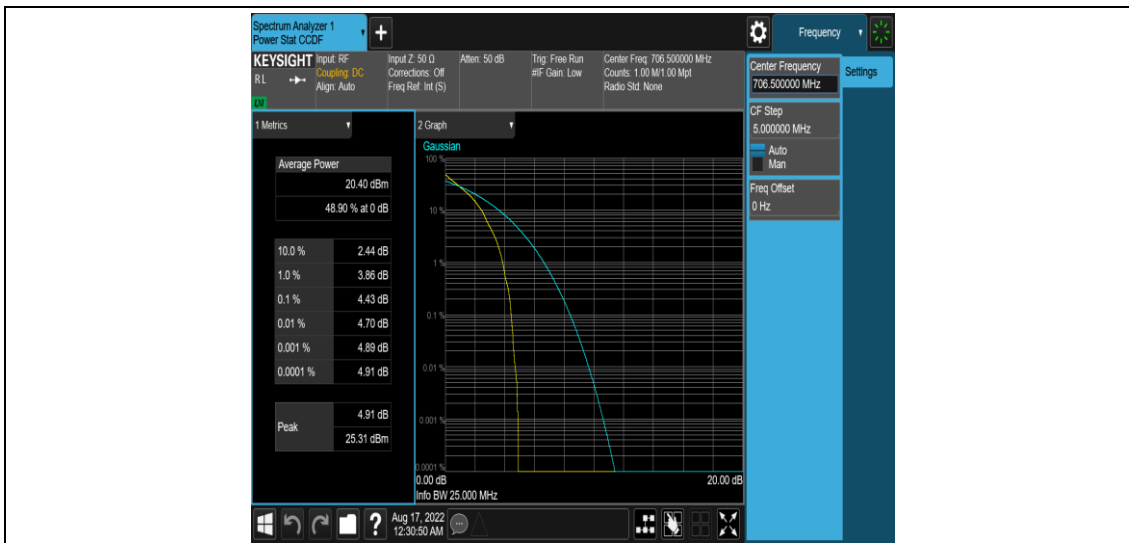 Spectrum Analyzer 1
Power Stat CCDF
+
Frequency
KEYSIGHT
RL
LXI
Input: RF
Coupling: DC
Align: Auto
Input Z: 50 Ω
Corrections: Off
Freq Ref: Int (S)
Atten: 50 dB
Trig: Free Run
#IF Gain: Low
Center Freq: 706.500000 MHz
Counts: 1.00 M/1.00 Mpt
Radio Std: None
Center Frequency
706.500000 MHz
Settings
CF Step
5.000000 MHz
Auto
Man
Freq Offset
0 Hz
1 Metrics
Average Power
20.40 dBm
48.90 % at 0 dB
10.0 % 2.44 dB
1.0 % 3.86 dB
0.1 % 4.43 dB
0.01 % 4.70 dB
0.001 % 4.89 dB
0.0001 % 4.91 dB
Peak
4.91 dB
25.31 dBm
2 Graph
Gaussian
100 %
10 %
1 %
0.1 %
0.01 %
0.001 %
0.0001 %
0.00 dB 20.00 dB
Info BW 25.000 MHz
?
Aug 17, 2022
12:30:50 AM